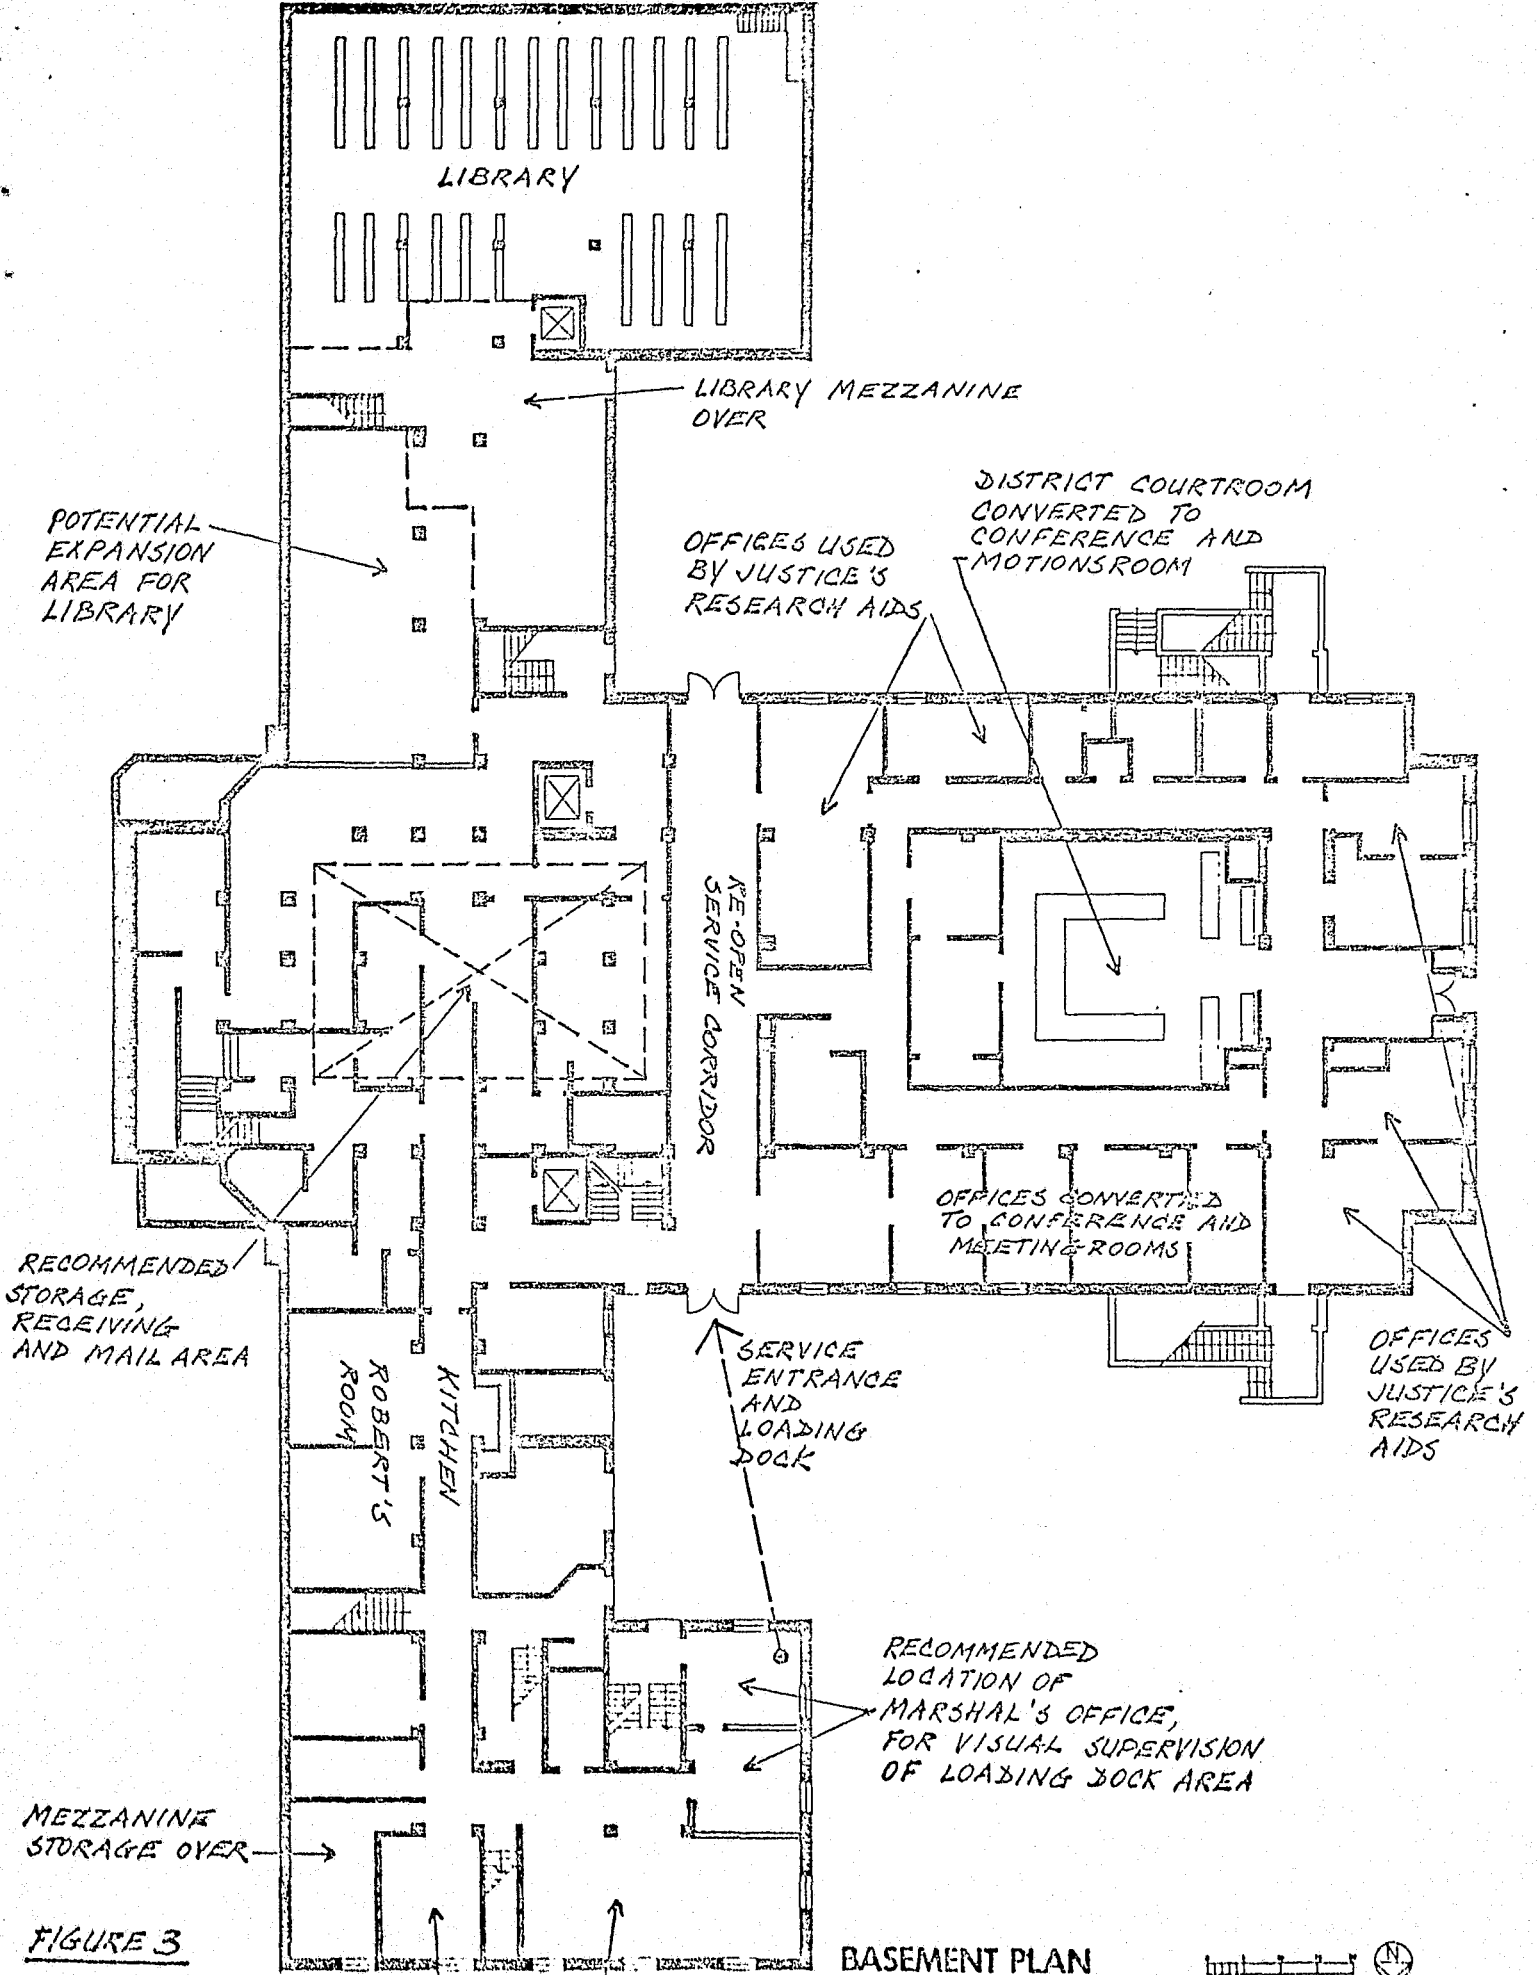 LIBRARY
LIBRARY MEZZANINE
OVER
POTENTIAL
EXPANSION
AREA FOR
LIBRARY
OFFICES USED
BY JUSTICE'S
RESEARCH AIDS
DISTRICT COURTROOM
CONVERTED TO
CONFERENCE AND
MOTIONSROOM
RE-OPEN
SERVICE CORRIDOR
OFFICES CONVERTED
TO CONFERENCE AND
MEETING-ROOMS
RECOMMENDED
STORAGE,
RECEIVING
AND MAIL AREA
ROBERT'S
ROOM
KITCHEN
SERVICE
ENTRANCE
AND
LOADING
DOCK
OFFICES
USED BY
JUSTICE'S
RESEARCH
AIDS
RECOMMENDED
LOCATION OF
MARSHAL'S OFFICE,
FOR VISUAL SUPERVISION
OF LOADING DOCK AREA
MEZZANINE
STORAGE OVER
FIGURE 3
BASEMENT PLAN
N